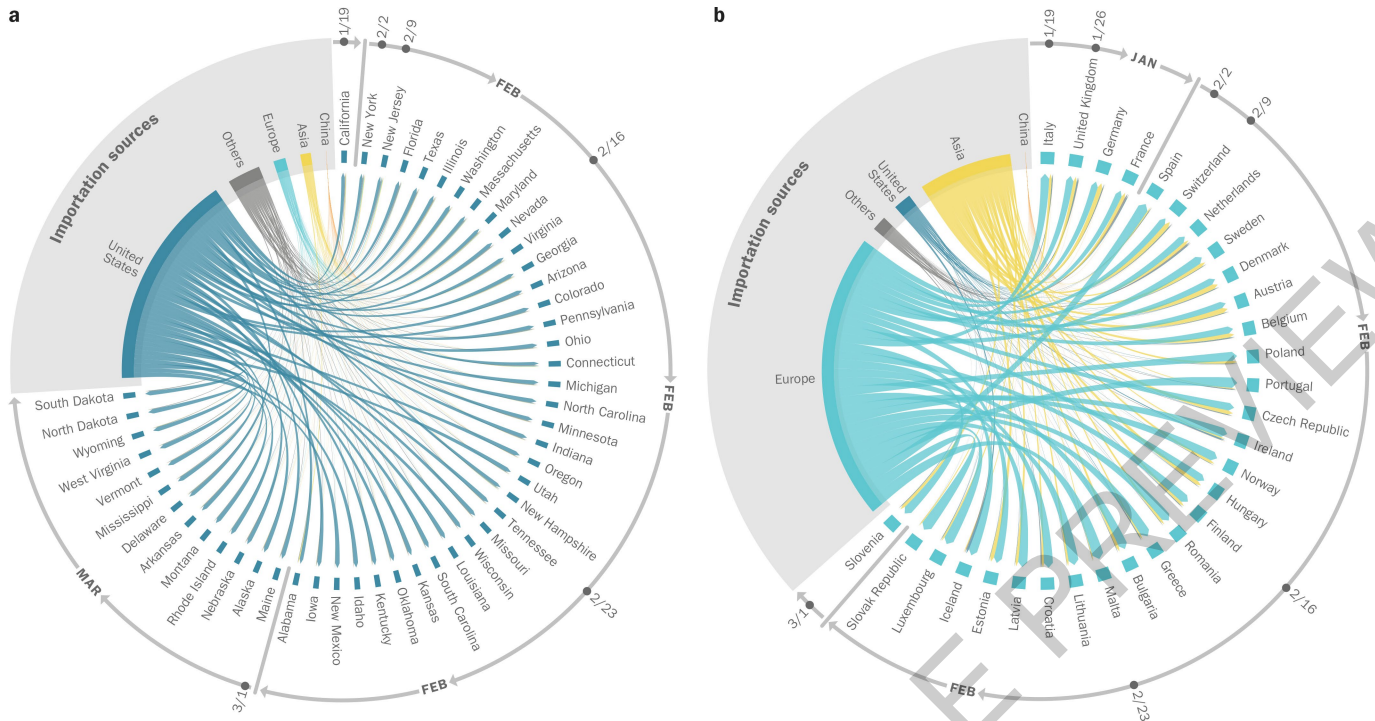 a
Importation sources
United
States
Others
Europe
Asia
China
1/19
2/2
2/9
FEB
2/16
FEB
2/23
FEB
3/1
MAR
California
New York
New Jersey
Florida
Texas
Illinois
Washington
Massachusetts
Maryland
Nevada
Virginia
Georgia
Arizona
Colorado
Pennsylvania
Ohio
Connecticut
Michigan
North Carolina
Minnesota
Indiana
Oregon
Utah
New Hampshire
Tennessee
Missouri
Wisconsin
Louisiana
South Carolina
Kansas
Oklahoma
Kentucky
Idaho
New Mexico
Iowa
Alabama
Maine
Alaska
Nebraska
Rhode Island
Montana
Arkansas
Delaware
Mississippi
Vermont
West Virginia
Wyoming
North Dakota
South Dakota
b
Importation sources
Europe
Others
United
States
Asia
China
1/19
1/26
JAN
2/2
2/9
FEB
2/16
2/23
FEB
3/1
Italy
United Kingdom
Germany
France
Spain
Switzerland
Netherlands
Sweden
Denmark
Austria
Belgium
Poland
Portugal
Czech Republic
Ireland
Norway
Hungary
Finland
Romania
Greece
Bulgaria
Malta
Lithuania
Croatia
Latvia
Estonia
Iceland
Luxembourg
Slovak Republic
Slovenia
E PREVIEW